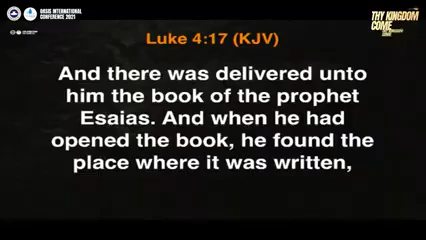 OASIS INTERNATIONAL
CONFERENCE 2021
THY KINGDOM
COME
Luke 4:17 (KJV)
And there was delivered unto
him the book of the prophet
Esaias. And when he had
opened the book, he found the
place where it was written,